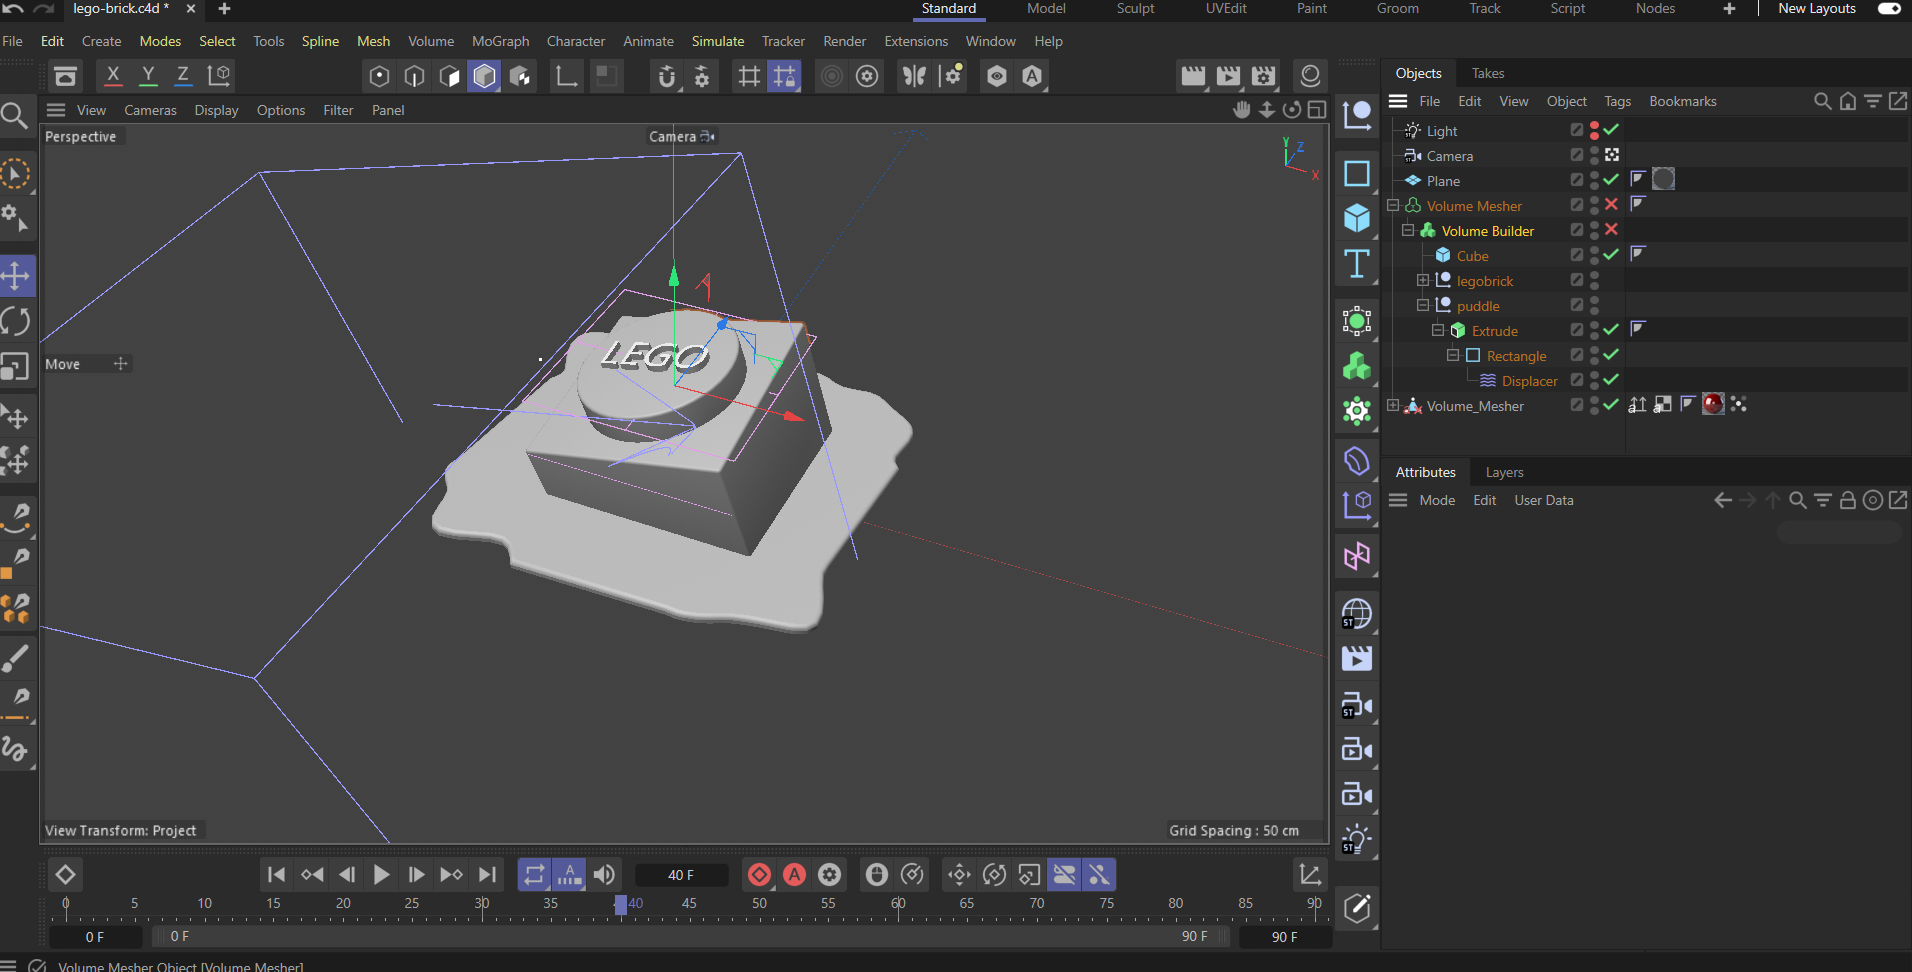 lego-brick.c4d *
Standard Model Sculpt UVEdit Paint Groom Track Script Nodes New Layouts
File Edit Create Modes Select Tools Spline Mesh Volume MoGraph Character Animate Simulate Tracker Render Extensions Window Help
X Y Z
View Cameras Display Options Filter Panel
Perspective
Camera
Y Z X
LEGO
Move
View Transform: Project
Grid Spacing : 50 cm
T
ST
ST
ST
Objects Takes
File Edit View Object Tags Bookmarks
Light
Camera
Plane
Volume Mesher
Volume Builder
Cube
legobrick
puddle
Extrude
Rectangle
Displacer
Volume_Mesher
Attributes Layers
Mode Edit User Data
40 F
0 5 10 15 20 25 30 35 40 45 50 55 60 65 70 75 80 85 90
0 F 0 F 90 F 90 F
Volume Mesher Object [Volume Mesher]